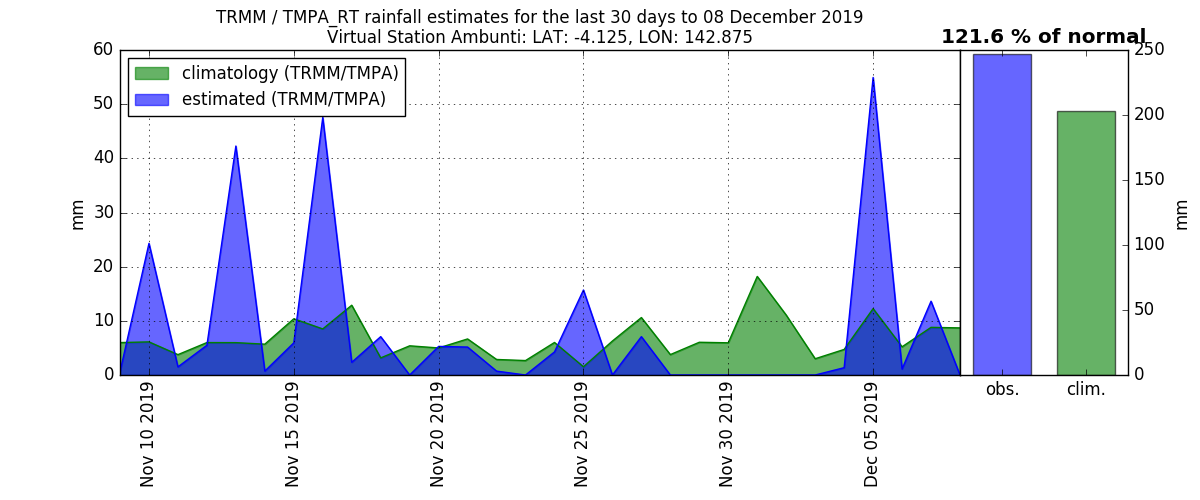 TRMM / TMPA_RT rainfall estimates for the last 30 days to 08 December 2019
Virtual Station Ambunti: LAT: -4.125, LON: 142.875
121.6 % of normal
climatology (TRMM/TMPA)
estimated (TRMM/TMPA)
60
50
40
30
20
10
0
mm
Nov 10 2019
Nov 15 2019
Nov 20 2019
Nov 25 2019
Nov 30 2019
Dec 05 2019
obs.
clim.
250
200
150
100
50
0
mm